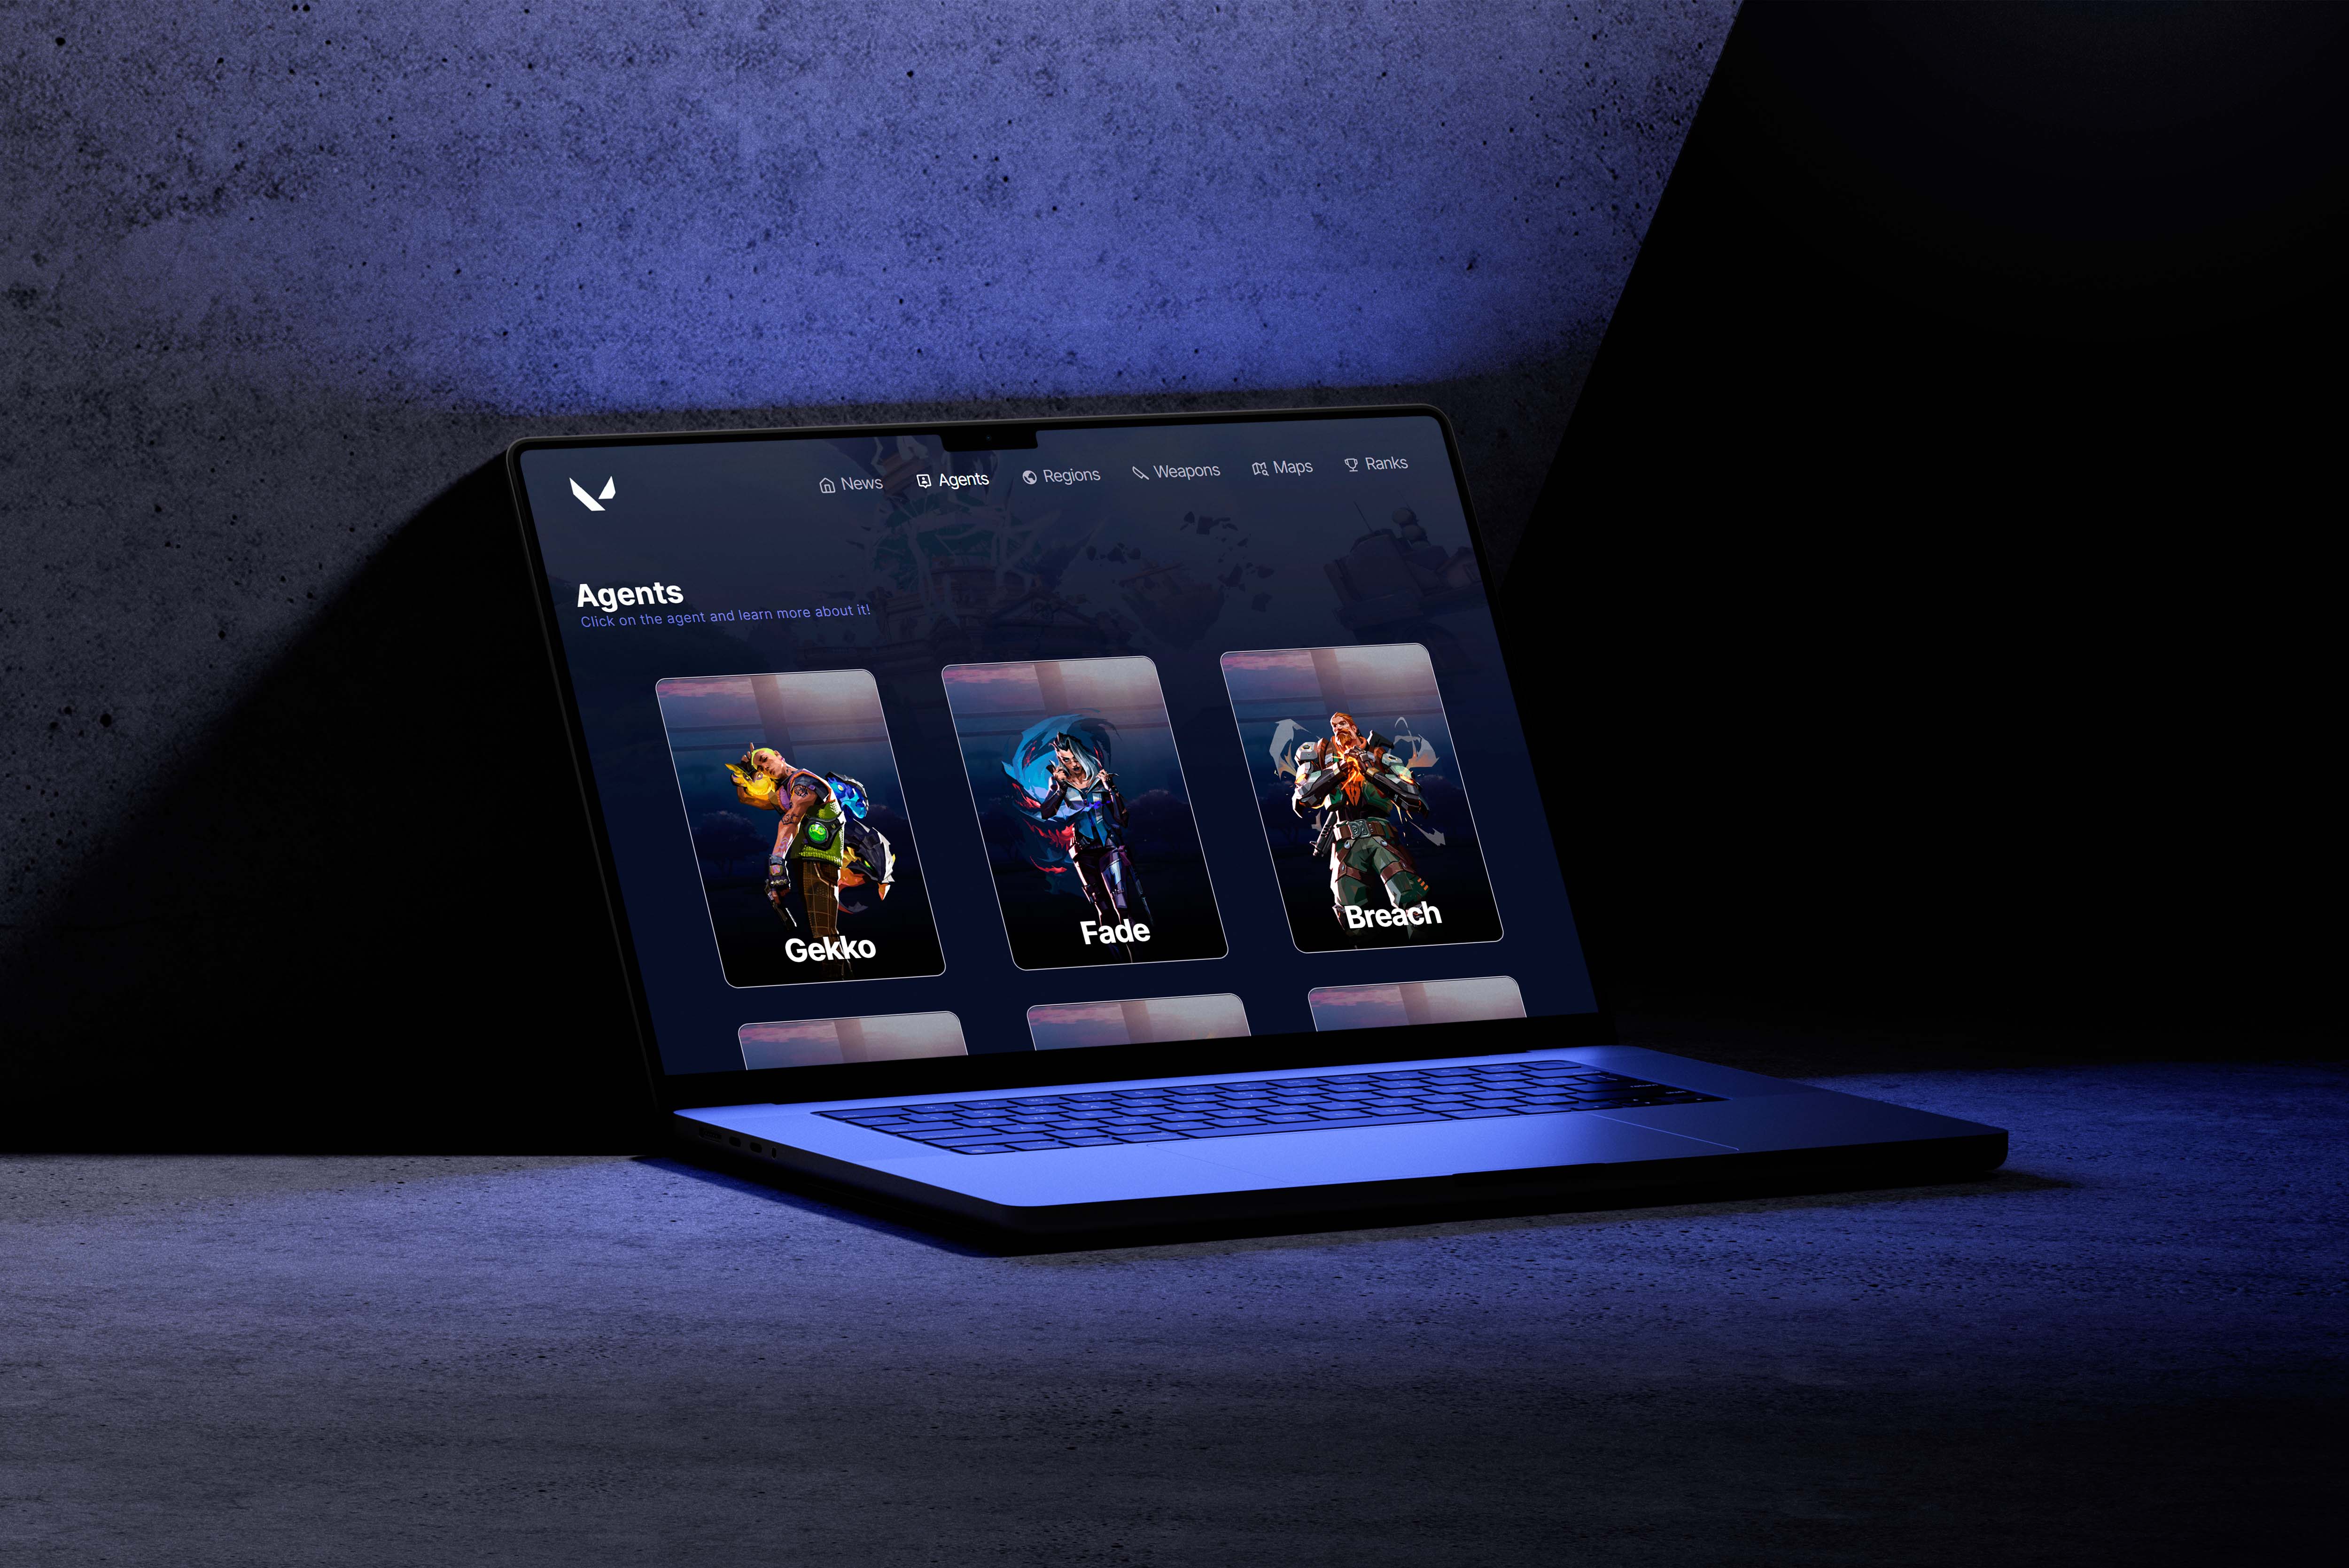 News Agents Regions Weapons Maps Ranks
Agents
Click on the agent and learn more about it!
Gekko
Fade
Breach